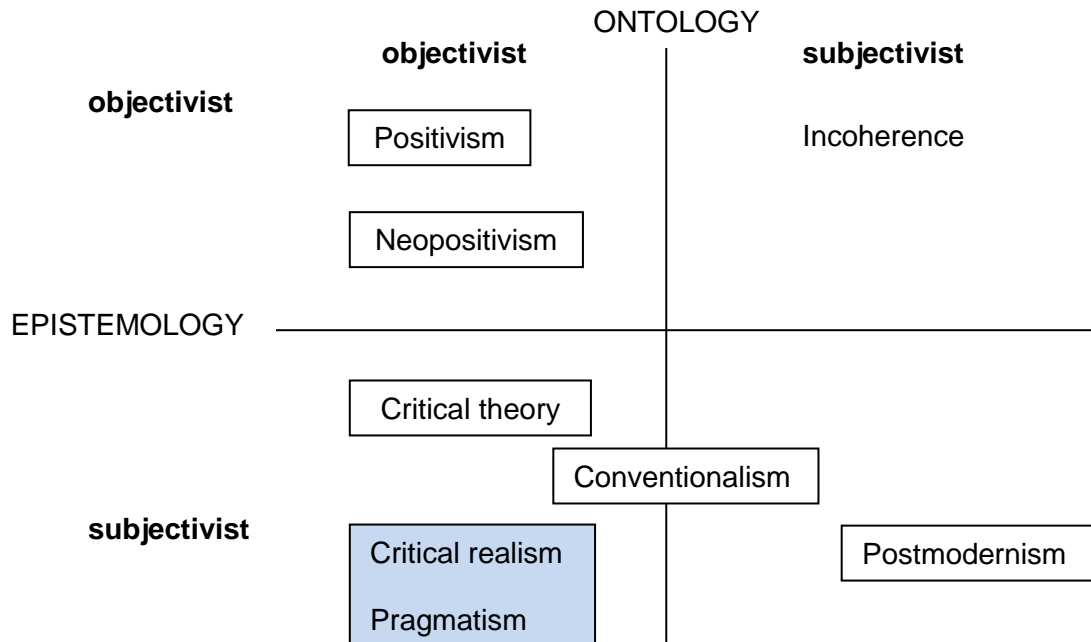 ONTOLOGY
objectivist
subjectivist
objectivist
Positivism
Incoherence
Neopositivism
EPISTEMOLOGY
Critical theory
Conventionalism
subjectivist
Critical realism
Postmodernism
Pragmatism